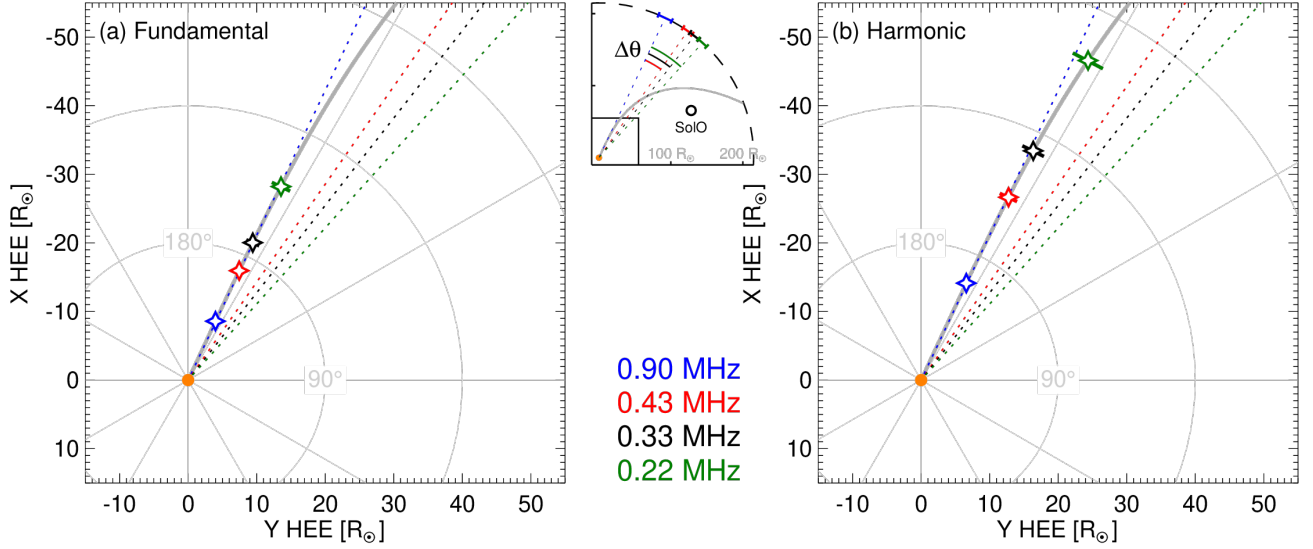 (a) Fundamental
-50
-40
-30
-20
-10
0
10
X HEE [R☉]
180°
90°
-10 0 10 20 30 40 50
Y HEE [R☉]
Δθ
SolO
100 R☉ 200 R☉
0.90 MHz
0.43 MHz
0.33 MHz
0.22 MHz
(b) Harmonic
-50
-40
-30
-20
-10
0
10
X HEE [R☉]
180°
90°
-10 0 10 20 30 40 50
Y HEE [R☉]